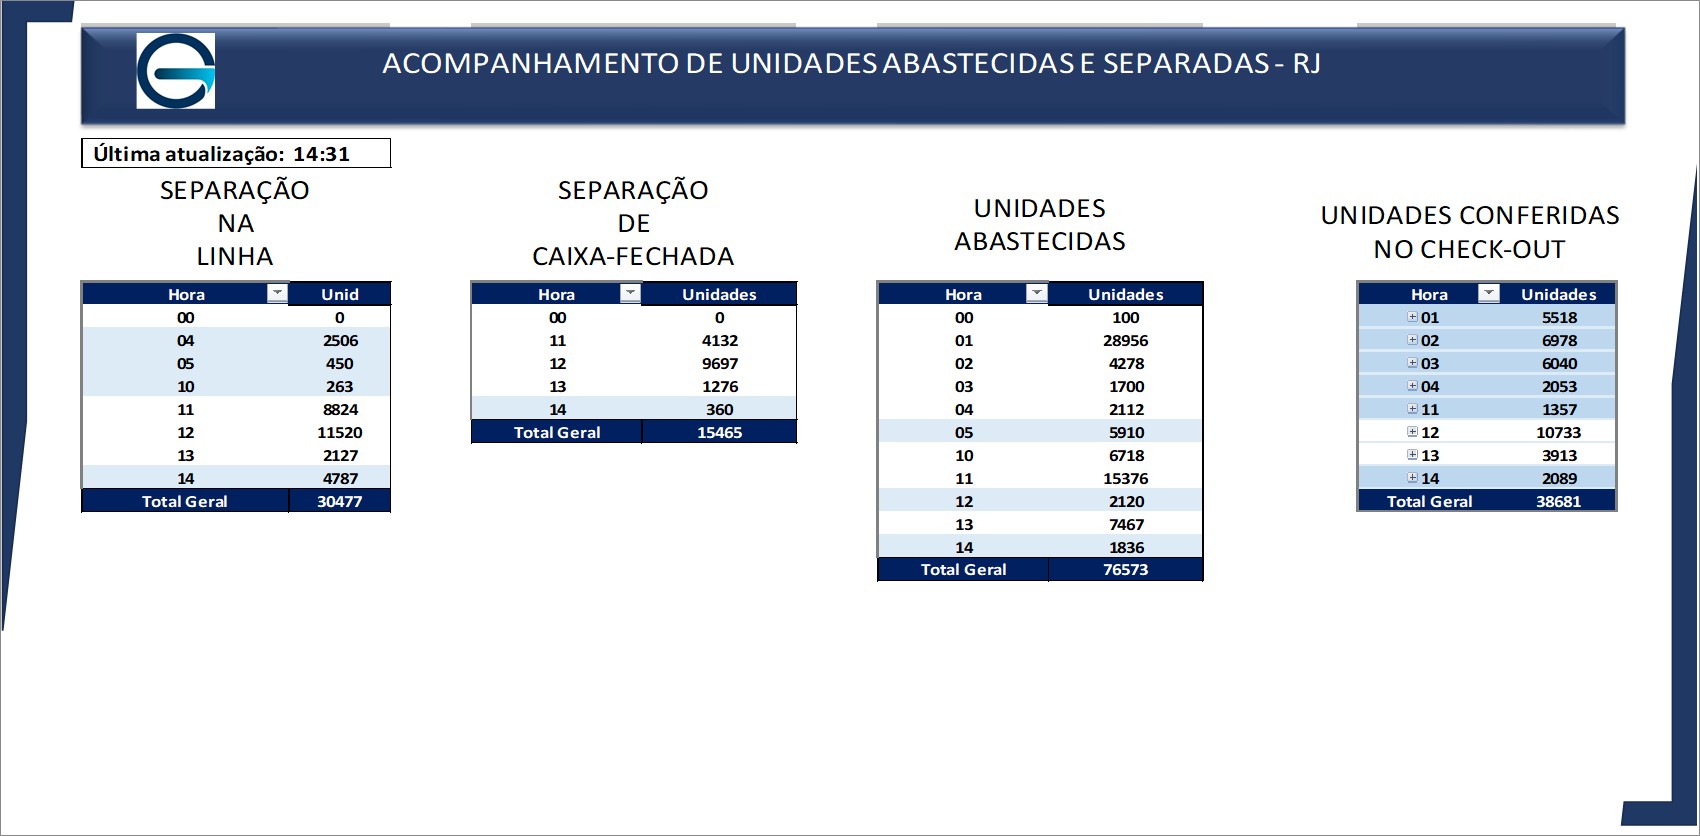 ACOMPANHAMENTO DE UNIDADES ABASTECIDAS E SEPARADAS - RJ
Última atualização: 14:31
SEPARAÇÃO
NA
LINHA
Hora Unid
00 0
04 2506
05 450
10 263
11 8824
12 11520
13 2127
14 4787
Total Geral 30477
SEPARAÇÃO
DE
CAIXA-FECHADA
Hora Unidades
00 0
11 4132
12 9697
13 1276
14 360
Total Geral 15465
UNIDADES
ABASTECIDAS
Hora Unidades
00 100
01 28956
02 4278
03 1700
04 2112
05 5910
10 6718
11 15376
12 2120
13 7467
14 1836
Total Geral 76573
UNIDADES CONFERIDAS
NO CHECK-OUT
Hora Unidades
01 5518
02 6978
03 6040
04 2053
11 1357
12 10733
13 3913
14 2089
Total Geral 38681